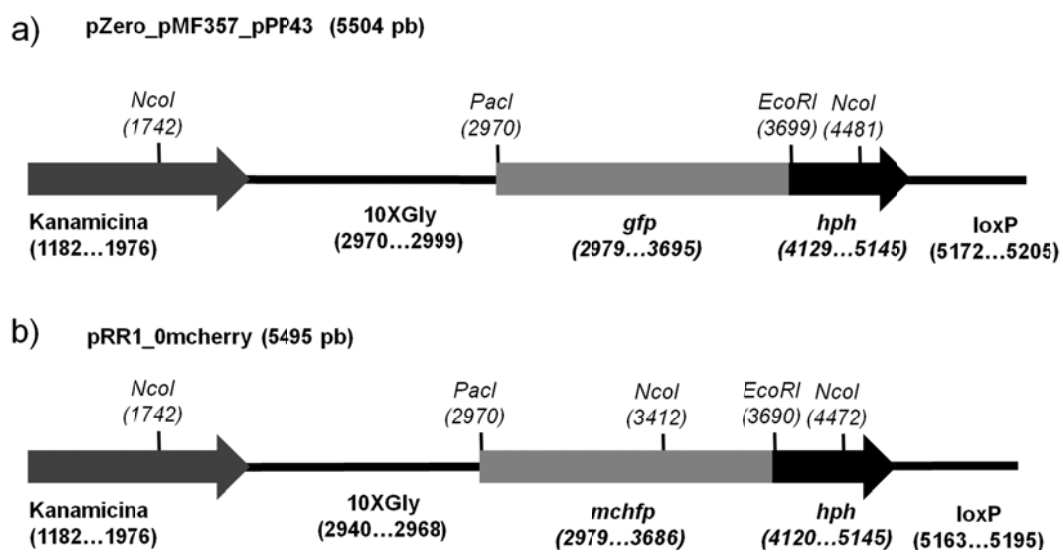 a) pZero_pMF357_pPP43 (5504 pb)
NcoI PacI EcoRI NcoI
(1742) (2970) (3699) (4481)
Kanamicina 10XGly gfp hph loxP
(1182...1976) (2970...2999) (2979...3695) (4129...5145) (5172...5205)
b) pRR1_0mcherry (5495 pb)
NcoI PacI NcoI EcoRI NcoI
(1742) (2970) (3412) (3690) (4472)
Kanamicina 10XGly mchfp hph loxP
(1182...1976) (2940...2968) (2979...3686) (4120...5145) (5163...5195)